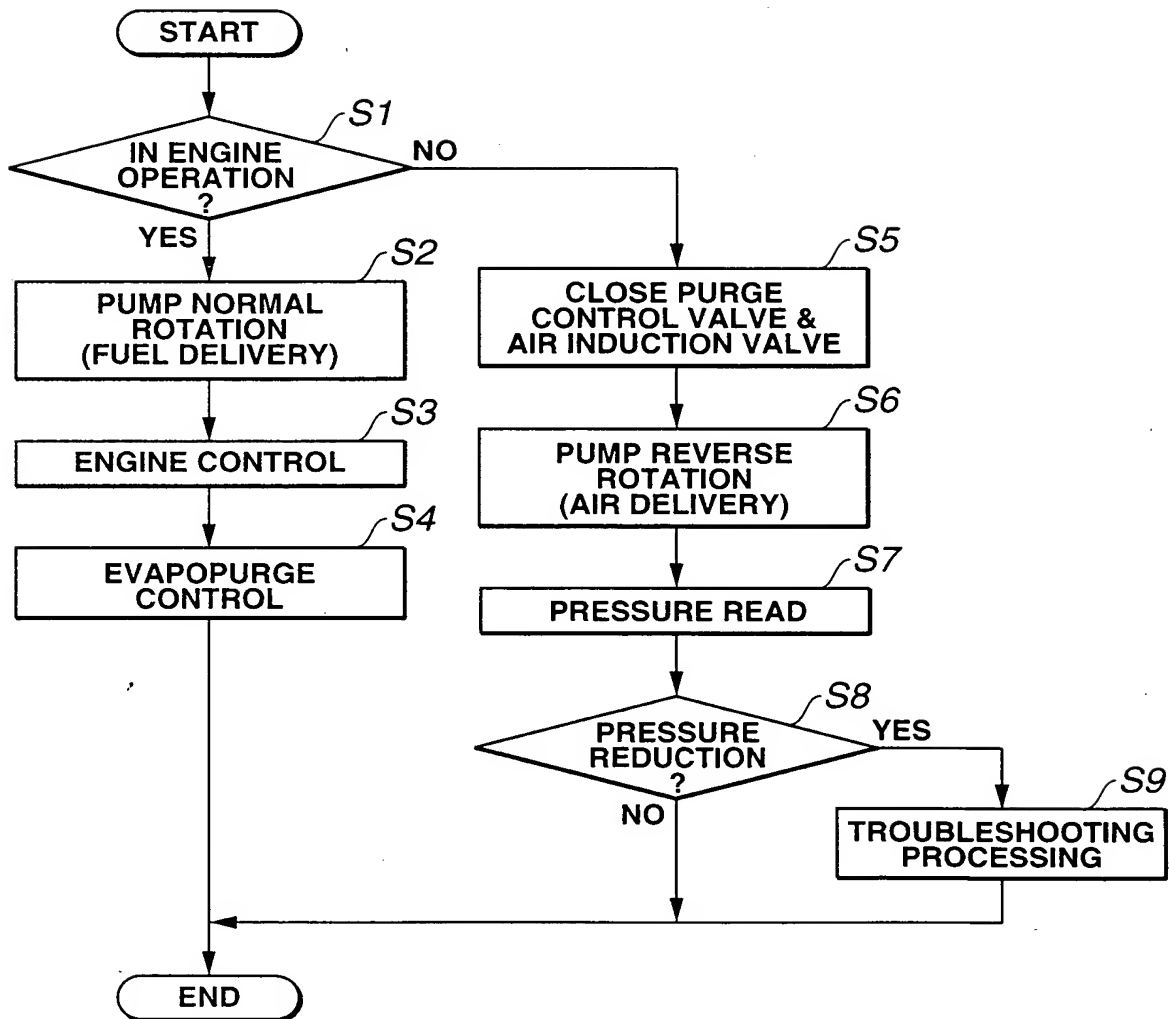 START
S1
IN ENGINE
OPERATION
?
NO
YES
S2
PUMP NORMAL
ROTATION
(FUEL DELIVERY)
S3
ENGINE CONTROL
S4
EVAPOPURGE
CONTROL
S5
CLOSE PURGE
CONTROL VALVE &
AIR INDUCTION VALVE
S6
PUMP REVERSE
ROTATION
(AIR DELIVERY)
S7
PRESSURE READ
S8
PRESSURE
REDUCTION
?
YES
NO
S9
TROUBLESHOOTING
PROCESSING
END